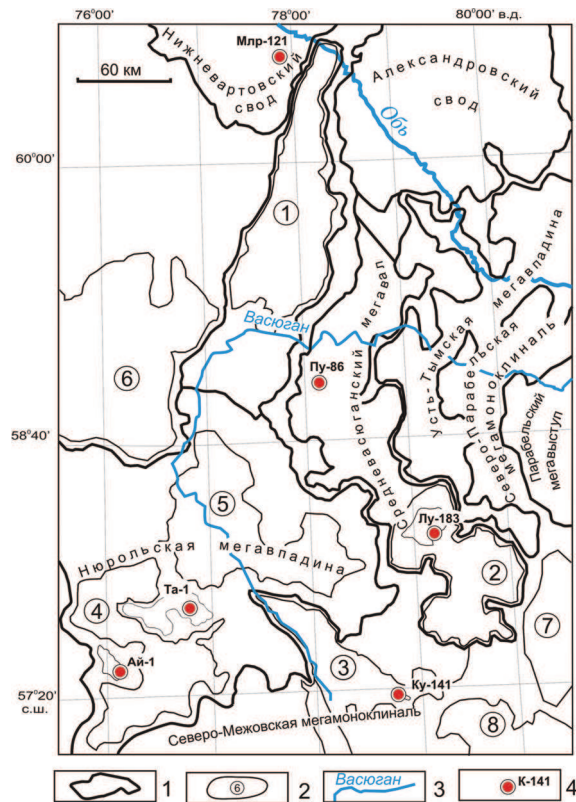 76°00' 78°00' 80°00' в.д.
Млр-121
Нижневартовский
свод
60 км
Александровский
свод
Обь
60°00'
1
Васюган
6
Пу-86
Средневасюганский мегавал
Усть-Тымская мегавпадина
Северо-Парабельская
мегамоноклиналь
Парабельский
мегавыступ
58°40'
5
Лу-183
Нюрольская мегавпадина
2
4
Та-1
7
Ай-1
3
Ку-141
57°20'
с.ш.
Северо-Межовская мегамоноклиналь
8
1 6 2 Васюган 3 К-141 4